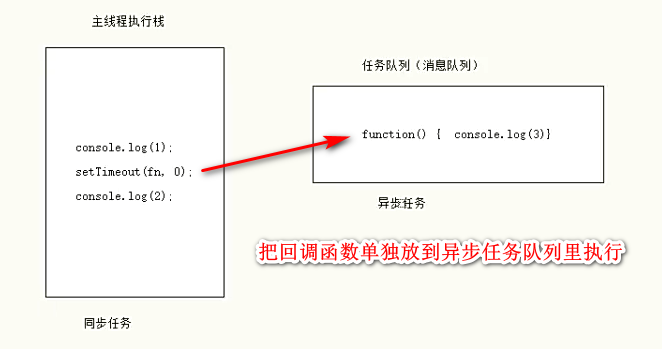 主线程执行栈
console.log(1);
setTimeout(fn, 0);
console.log(2);
同步任务
任务队列（消息队列）
function() {  console.log(3)}
异步任务
把回调函数单独放到异步任务队列里执行